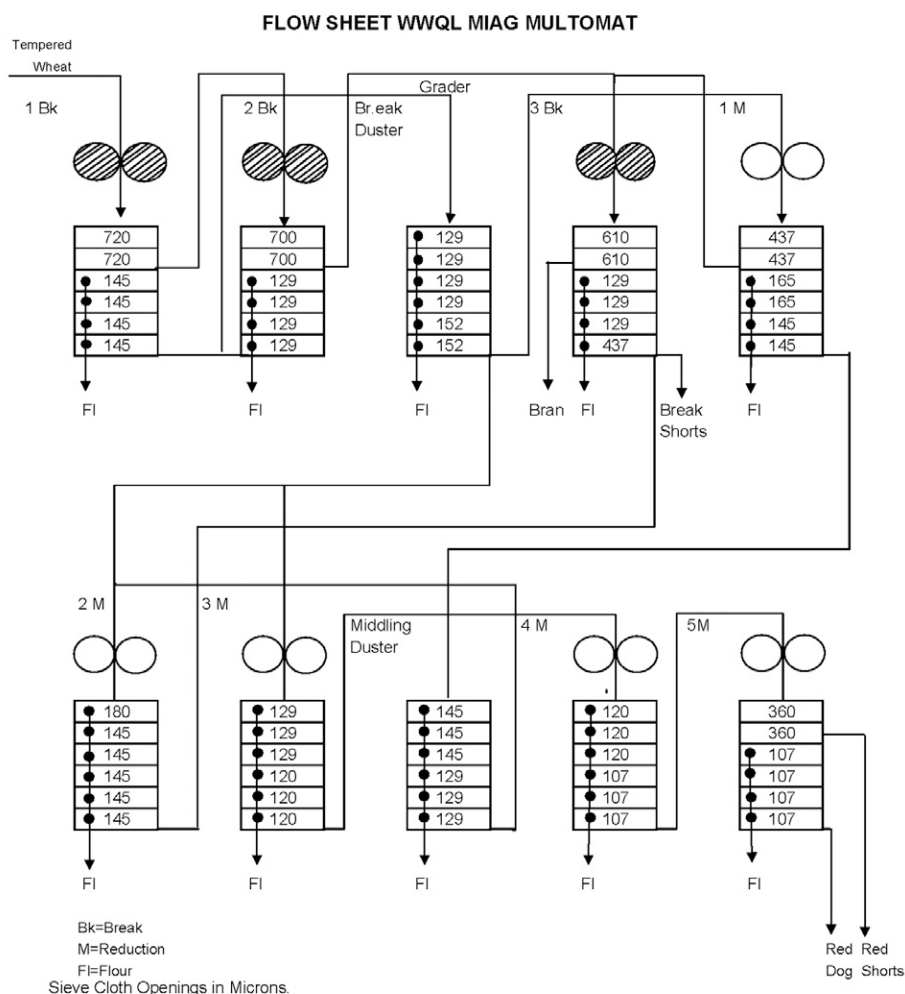 FLOW SHEET WWQL MIAG MULTOMAT
Tempered
Wheat
1 Bk
2 Bk
Br.eak
Duster
Grader
3 Bk
1 M
720
720
145
145
145
145
Fl
700
700
129
129
129
129
Fl
129
129
129
129
152
152
Fl
610
610
129
129
129
437
Bran
Fl
Break
Shorts
437
437
165
165
145
145
Fl
2 M
3 M
Middling
Duster
4 M
5M
180
145
145
145
145
145
Fl
129
129
129
120
120
120
Fl
145
145
145
129
129
129
Fl
120
120
120
107
107
107
Fl
360
360
107
107
107
107
Fl
Red
Dog
Red
Shorts
Bk=Break
M=Reduction
Fl=Flour
Sieve Cloth Openings in Microns.